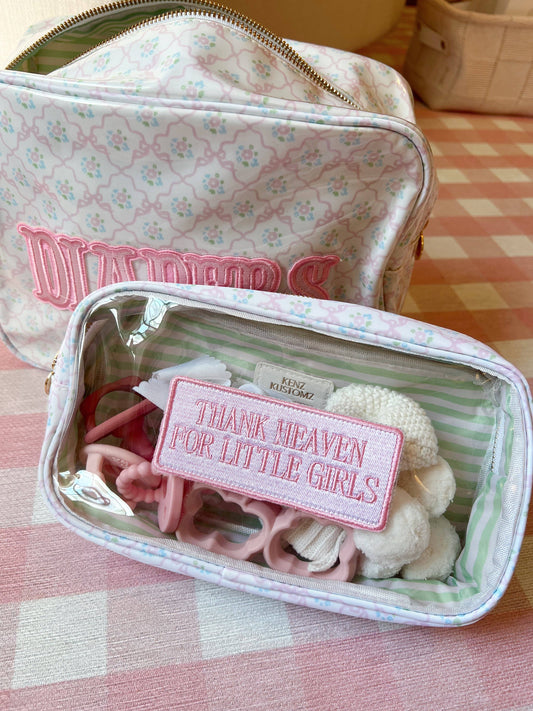 DIAPERS
KENZ
KUSTOMZ
THANK HEAVEN
FOR LITTLE GIRLS